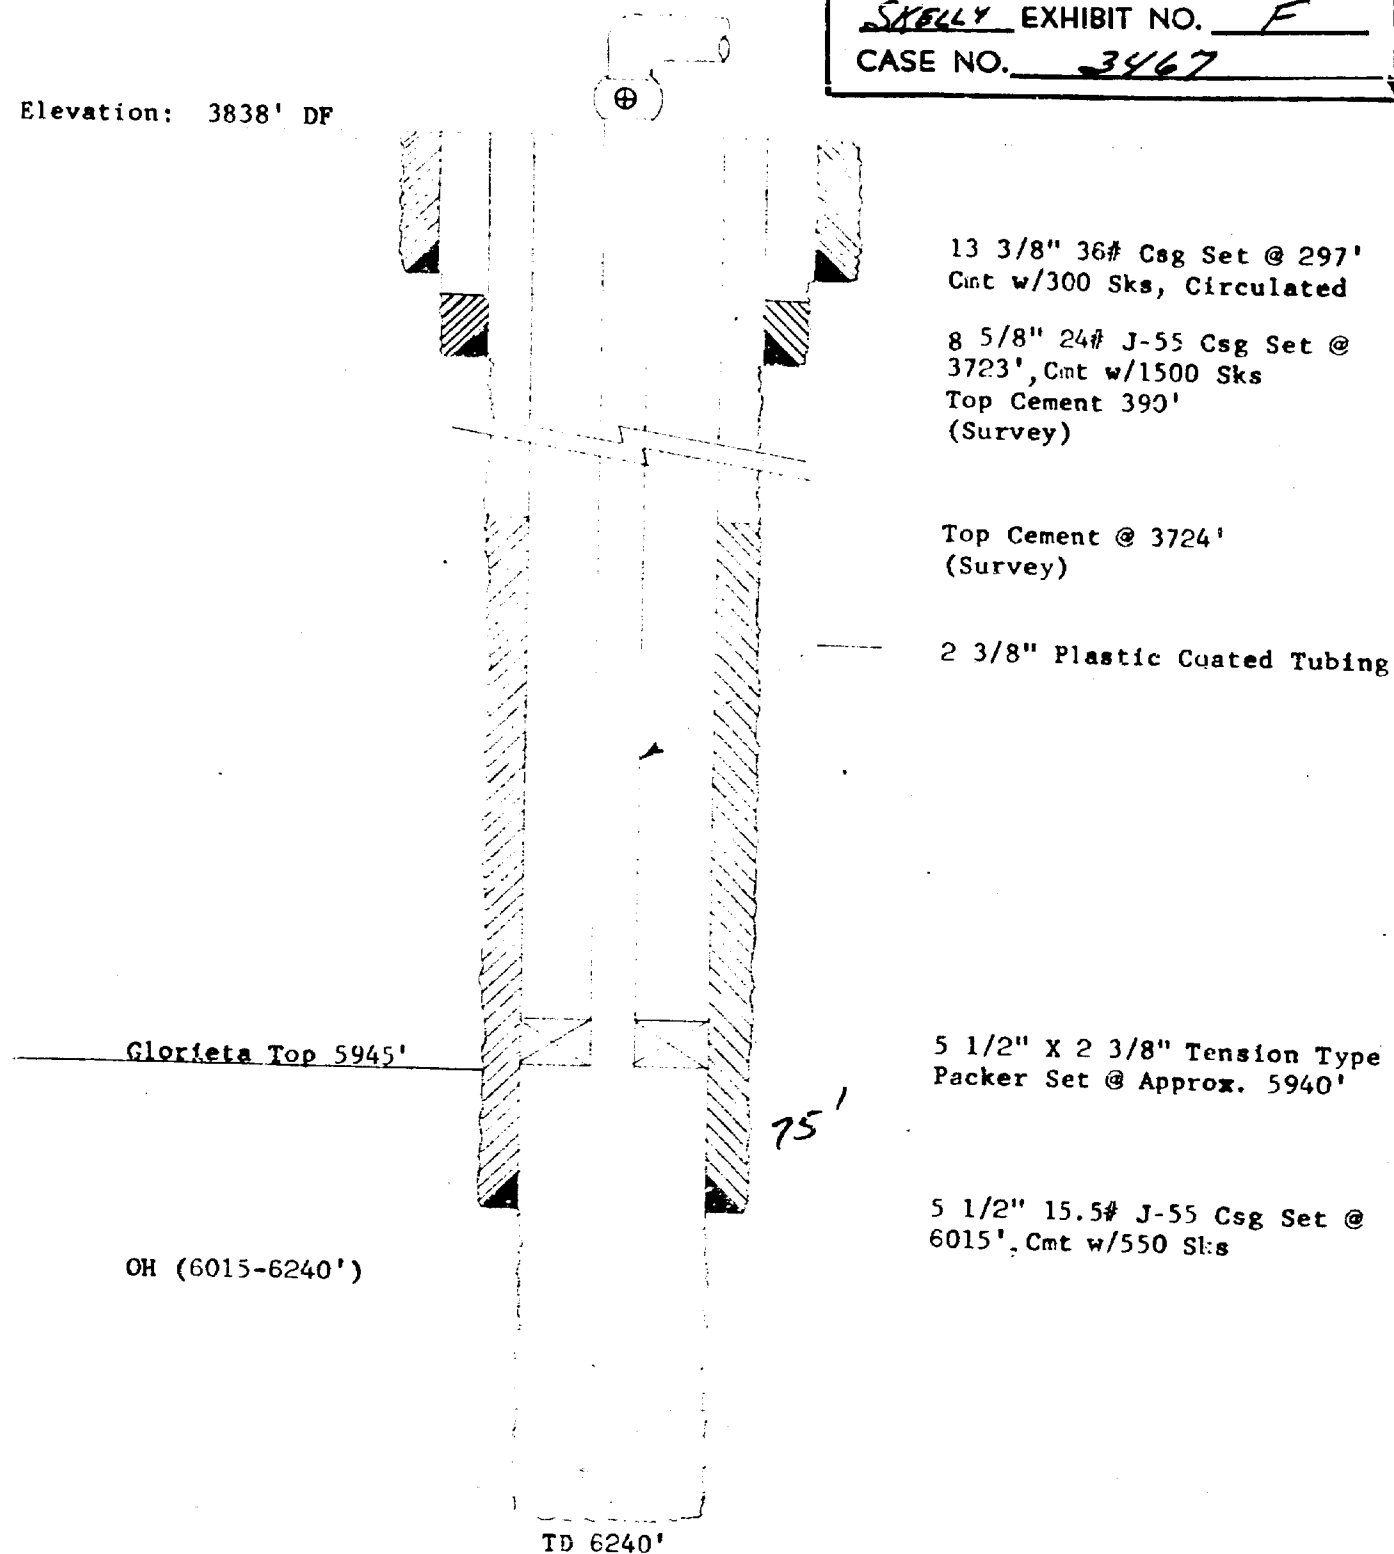 SKELLY EXHIBIT NO. F
CASE NO. 3467
Elevation: 3838' DF
13 3/8" 36# Csg Set @ 297'
Cmt w/300 Sks, Circulated
8 5/8" 24# J-55 Csg Set @
3723', Cmt w/1500 Sks
Top Cement 390'
(Survey)
Top Cement @ 3724'
(Survey)
2 3/8" Plastic Coated Tubing
Glorieta Top 5945'
5 1/2" X 2 3/8" Tension Type
Packer Set @ Approx. 5940'
75'
5 1/2" 15.5# J-55 Csg Set @
6015', Cmt w/550 Sks
OH (6015-6240')
TD 6240'